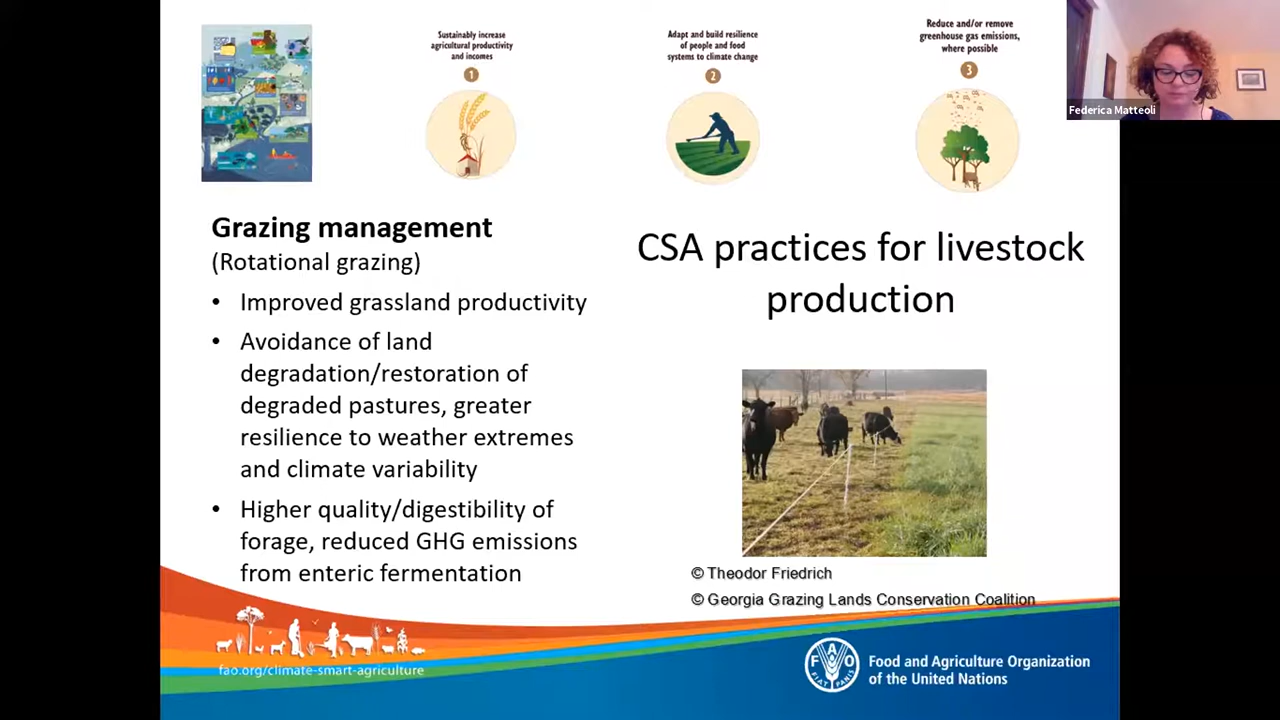 Sustainably increase
agricultural productivity
and incomes
1
Adapt and build resilience
of people and food
systems to climate change
2
Reduce and/or remove
greenhouse gas emissions,
where possible
3
Federica Matteoli
Grazing management
(Rotational grazing)
• Improved grassland productivity
• Avoidance of land
degradation/restoration of
degraded pastures, greater
resilience to weather extremes
and climate variability
• Higher quality/digestibility of
forage, reduced GHG emissions
from enteric fermentation
CSA practices for livestock
production
© Theodor Friedrich
© Georgia Grazing Lands Conservation Coalition
fao.org/climate-smart-agriculture
FAO
FIAT PANIS
Food and Agriculture Organization
of the United Nations